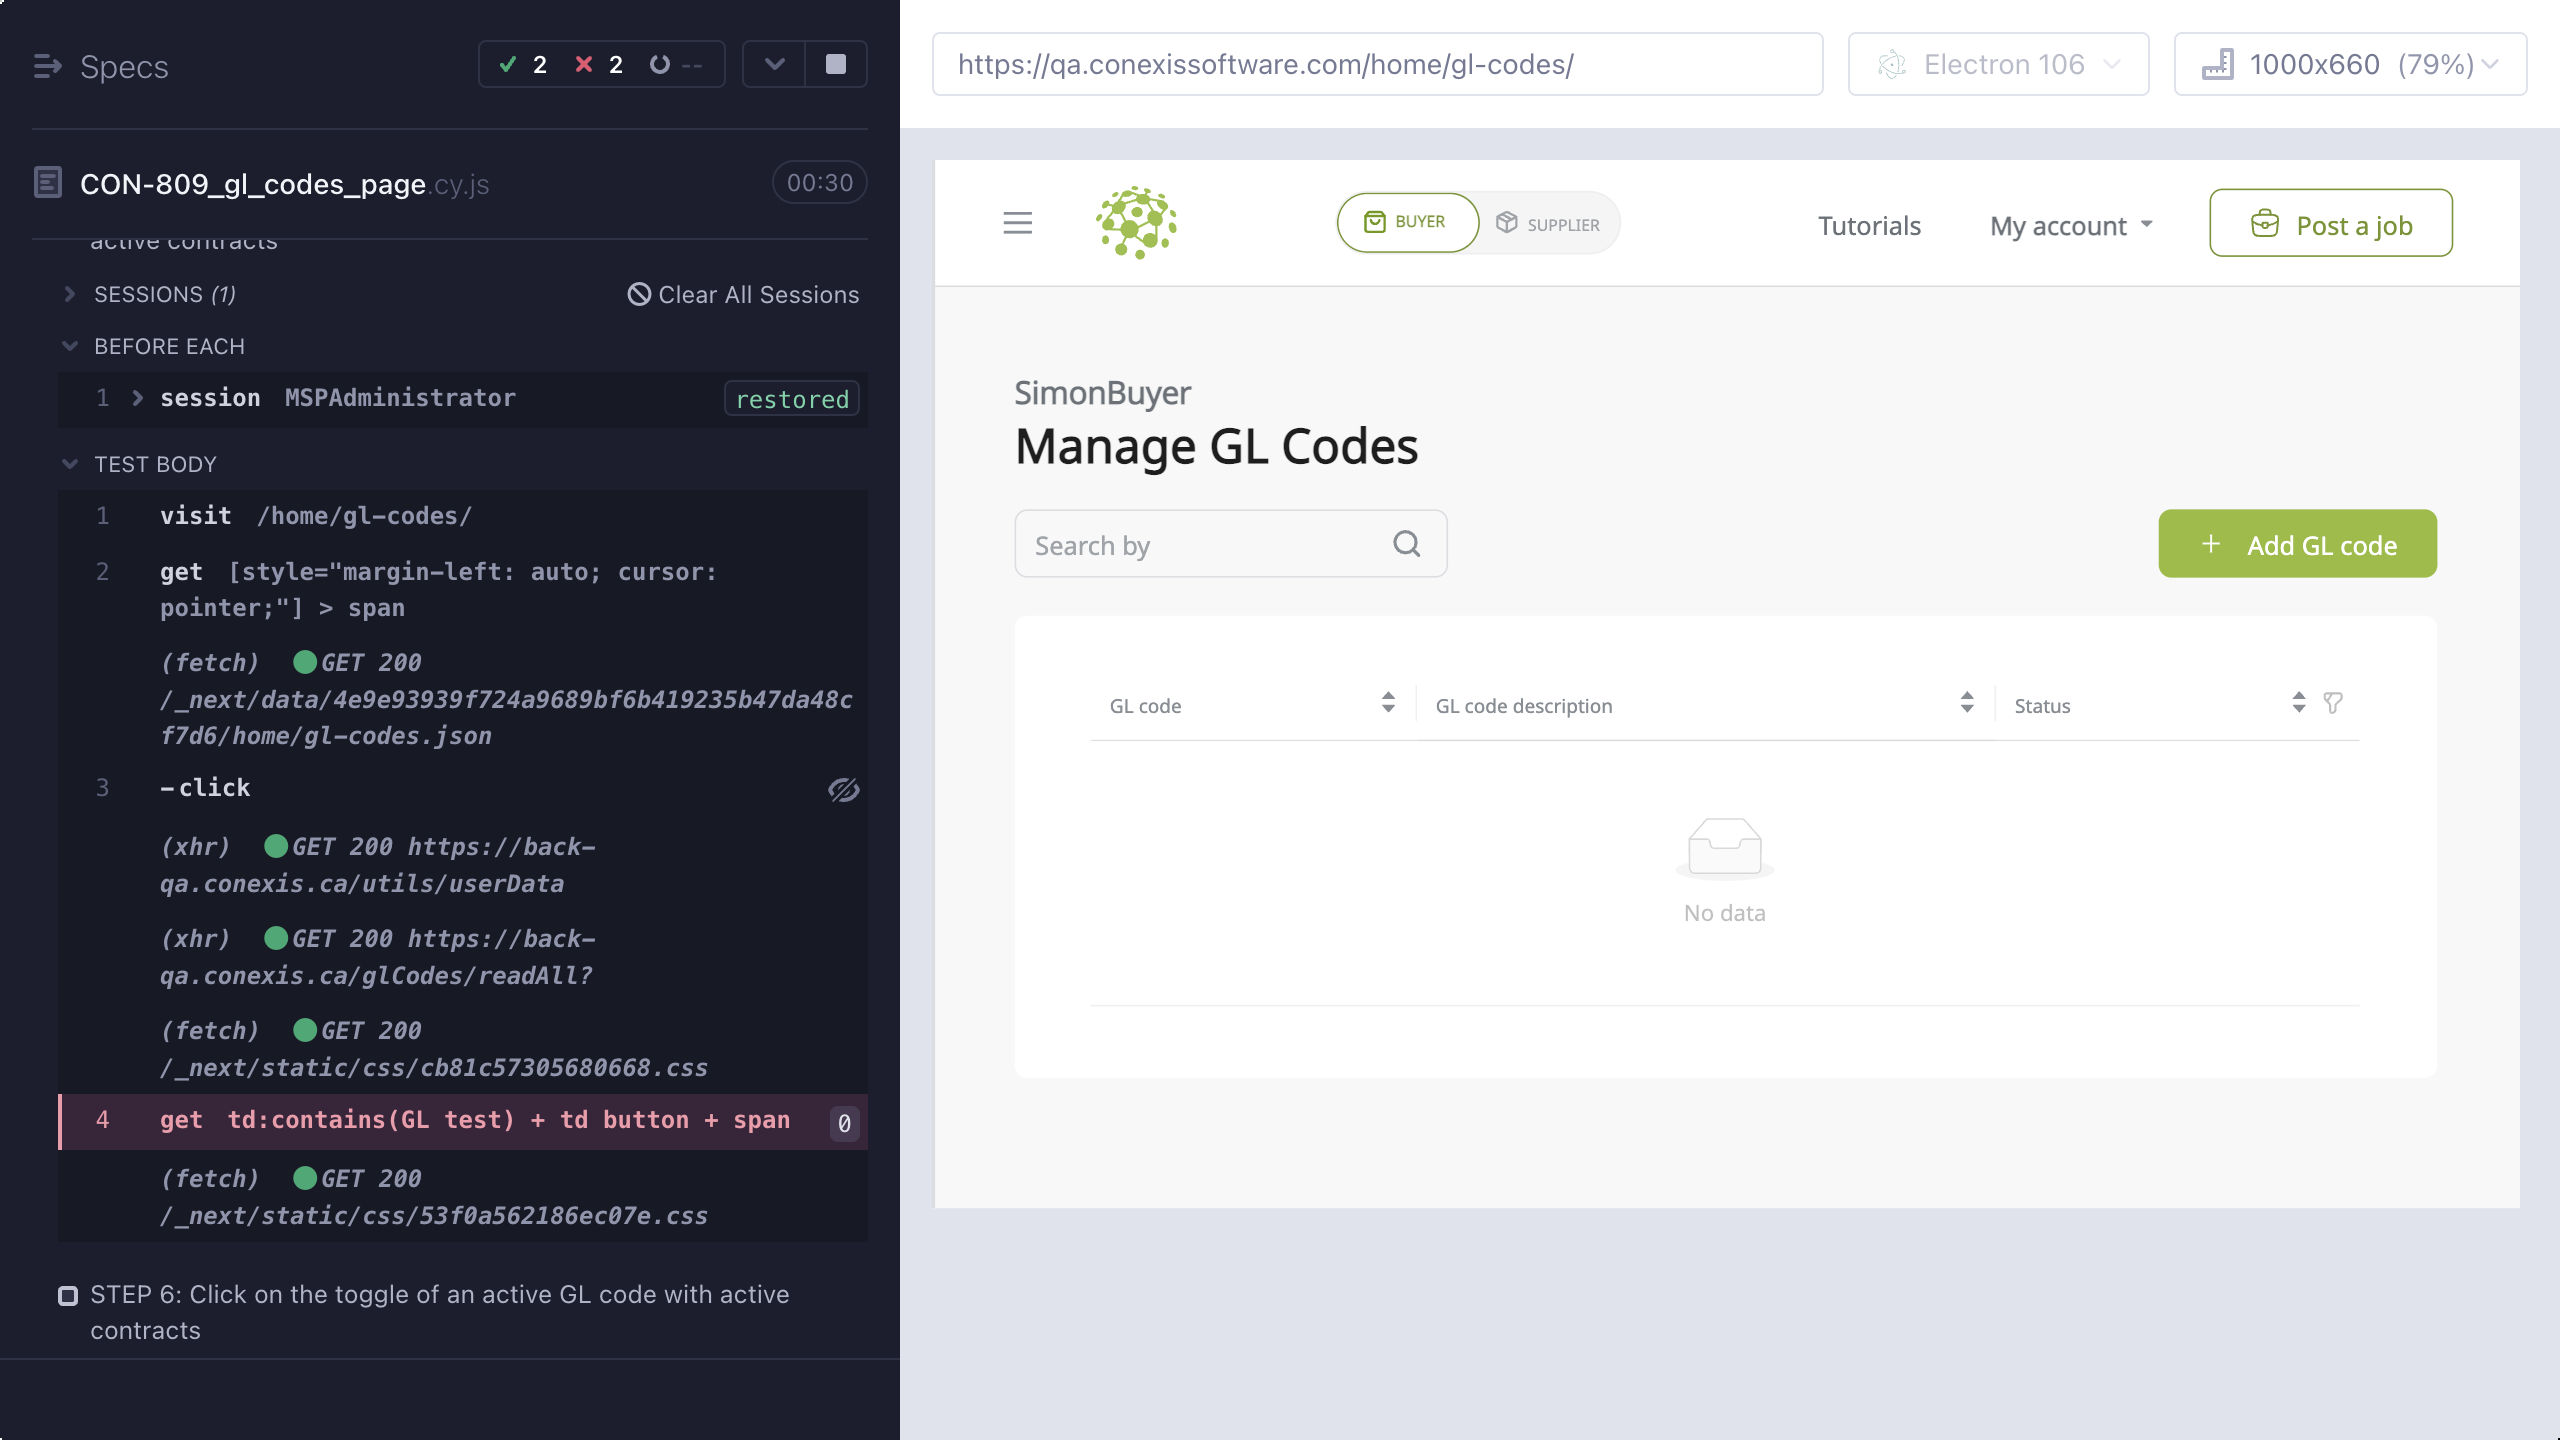 Specs
2
2
--
CON-809_gl_codes_page.cy.js
00:30
active contracts
SESSIONS (1)
Clear All Sessions
BEFORE EACH
1 session MSPAdministrator restored
TEST BODY
1 visit /home/gl-codes/
2 get [style="margin-left: auto; cursor:
pointer;"] > span
(fetch) GET 200
/_next/data/4e9e93939f724a9689bf6b419235b47da48c
f7d6/home/gl-codes.json
3 -click
(xhr) GET 200 https://back-
qa.conexis.ca/utils/userData
(xhr) GET 200 https://back-
qa.conexis.ca/glCodes/readAll?
(fetch) GET 200
/_next/static/css/cb81c57305680668.css
4 get td:contains(GL test) + td button + span 0
(fetch) GET 200
/_next/static/css/53f0a562186ec07e.css
STEP 6: Click on the toggle of an active GL code with active
contracts
https://qa.conexissoftware.com/home/gl-codes/
Electron 106
1000x660 (79%)
BUYER
SUPPLIER
Tutorials
My account
Post a job
SimonBuyer
Manage GL Codes
Search by
+ Add GL code
GL code
GL code description
Status
No data